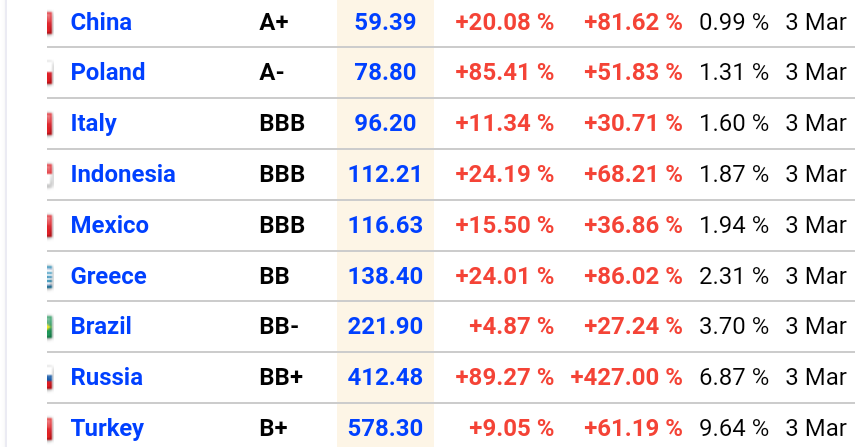 China A+ 59.39 +20.08 % +81.62 % 0.99 % 3 Mar
Poland A- 78.80 +85.41 % +51.83 % 1.31 % 3 Mar
Italy BBB 96.20 +11.34 % +30.71 % 1.60 % 3 Mar
Indonesia BBB 112.21 +24.19 % +68.21 % 1.87 % 3 Mar
Mexico BBB 116.63 +15.50 % +36.86 % 1.94 % 3 Mar
Greece BB 138.40 +24.01 % +86.02 % 2.31 % 3 Mar
Brazil BB- 221.90 +4.87 % +27.24 % 3.70 % 3 Mar
Russia BB+ 412.48 +89.27 % +427.00 % 6.87 % 3 Mar
Turkey B+ 578.30 +9.05 % +61.19 % 9.64 % 3 Mar